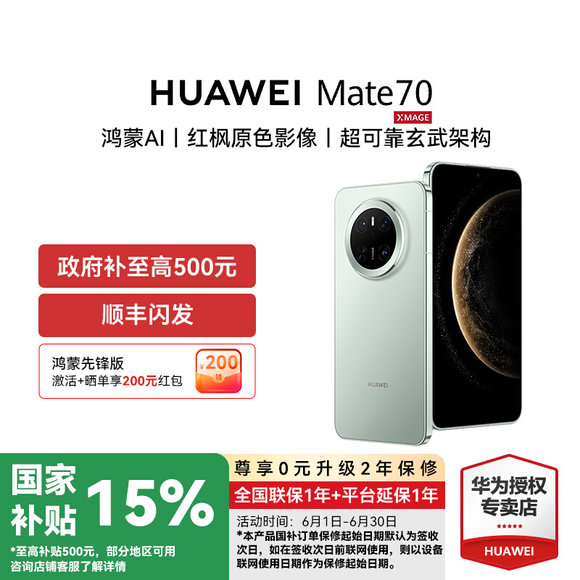 HUAWEI Mate70
XMAGE
鸿蒙AI丨红枫原色影像丨超可靠玄武架构
政府补至高500元
顺丰闪发
鸿蒙先锋版
激活+晒单享200元红包
¥200
领
XMAGE
HUAWEI
国家
补贴
15%
*至高补贴500元，部分地区可用
咨询店铺客服了解详情
尊享0元升级2年保修
全国联保1年+平台延保1年
活动时间：6月1日-6月30日
*本产品国补订单保修起始日期默认为签收
次日，如在签收次日前联网使用，则以设备
联网使用日期作为保修起始日期。
华为授权
专卖店
HUAWEI